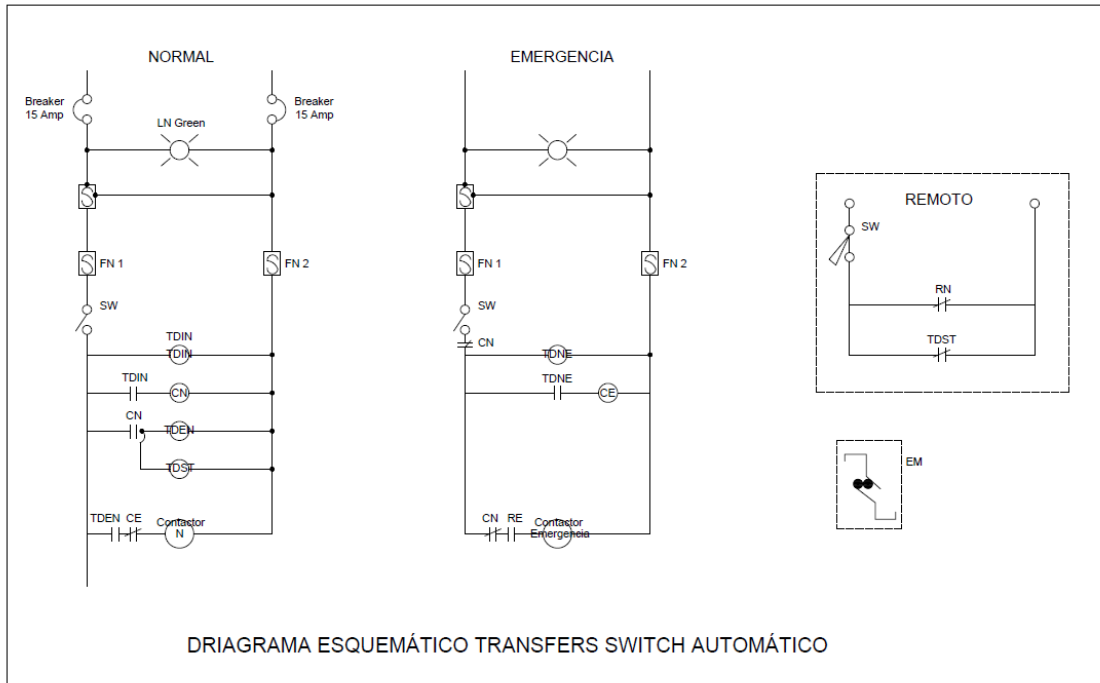 NORMAL
EMERGENCIA
Breaker
15 Amp
Breaker
15 Amp
LN Green
REMOTO
SW
FN 1
FN 2
FN 1
FN 2
RN
SW
SW
CN
TDST
TDIN
TDIN
TDNE
TDIN
CN
TDNE
CE
CN
TDEN
TDST
EM
TDEN
CE
Contactor
N
CN
RE
Contactor
Emergencia
DRIAGRAMA ESQUEMÁTICO TRANSFERS SWITCH AUTOMÁTICO